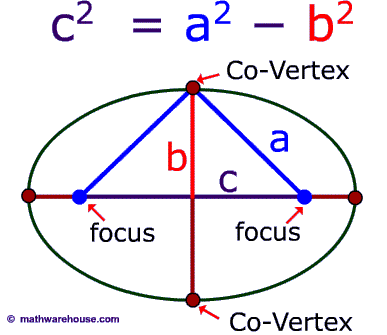 c² = a² − b²
Co-Vertex
a
b
c
focus
focus
Co-Vertex
© mathwarehouse.com